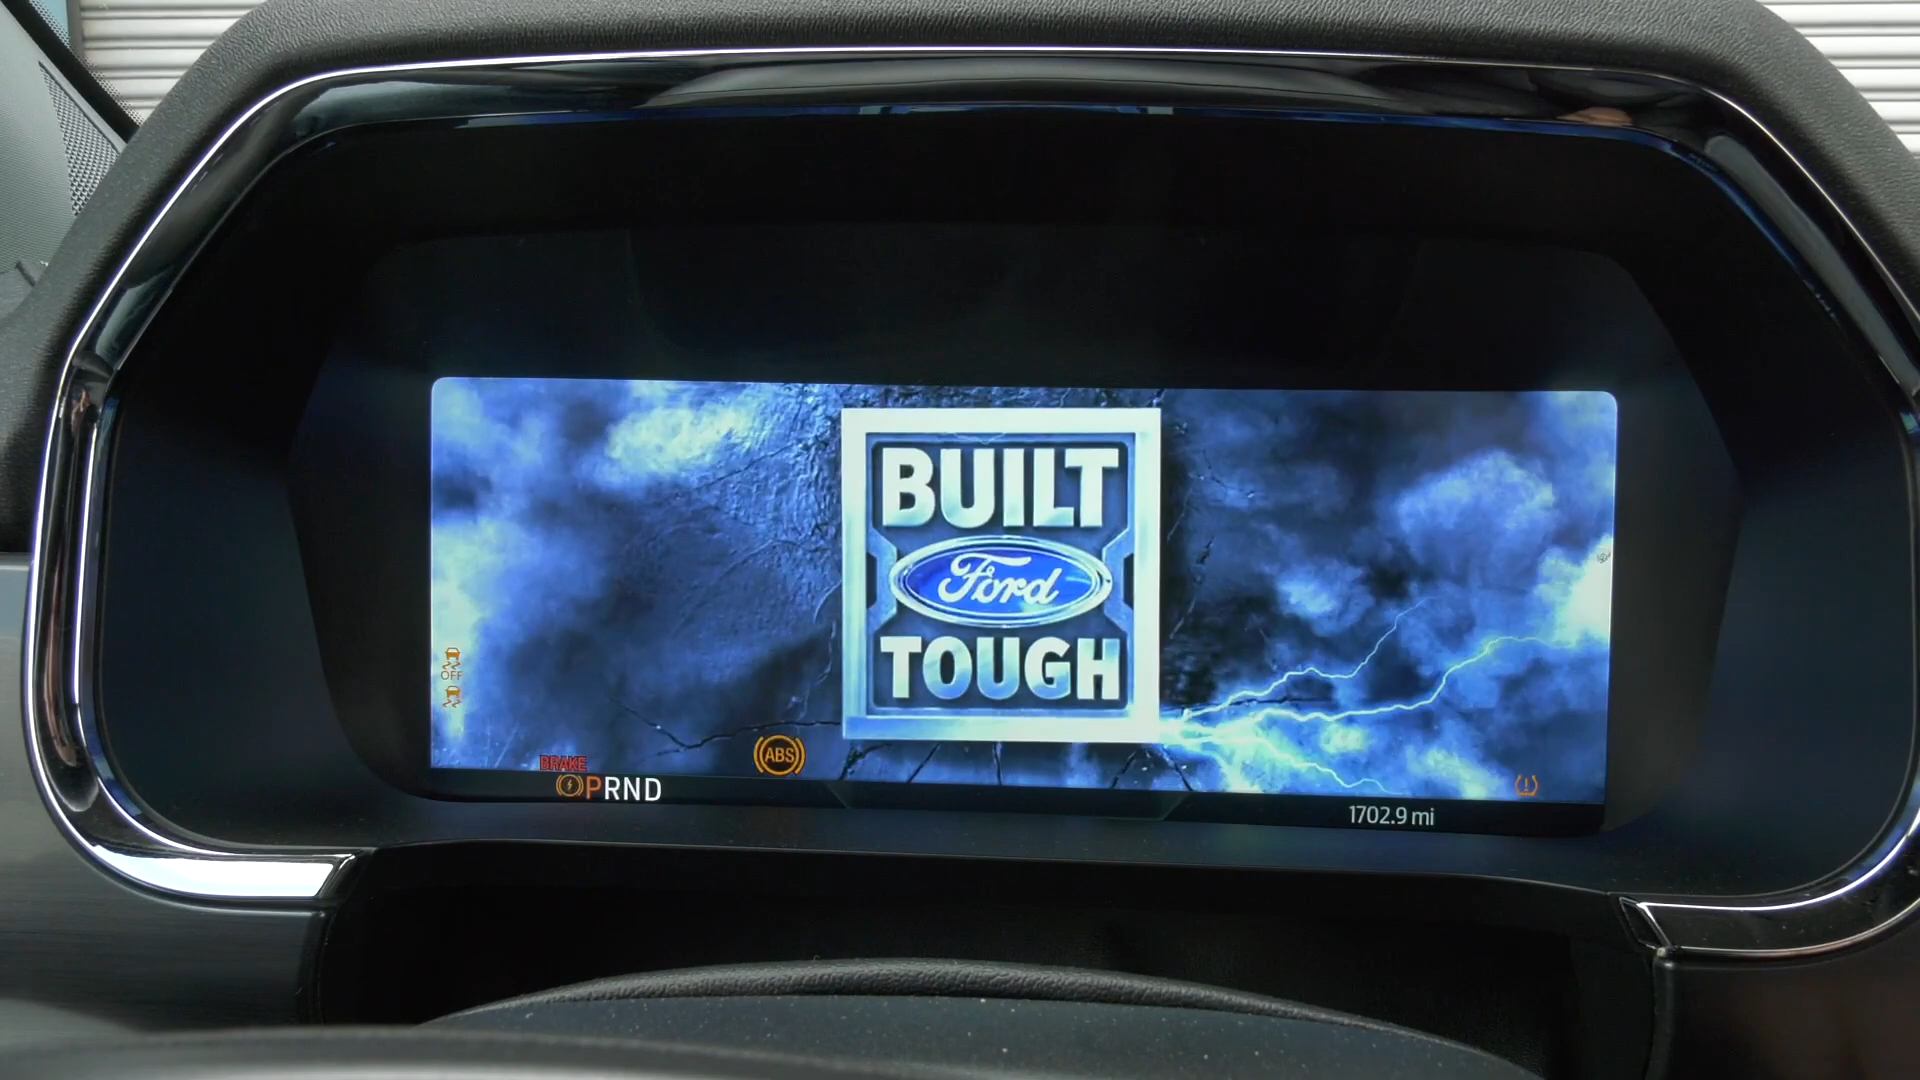 BUILT
Ford
TOUGH
OFF
BRAKE
ABS
PRND
1702.9 mi